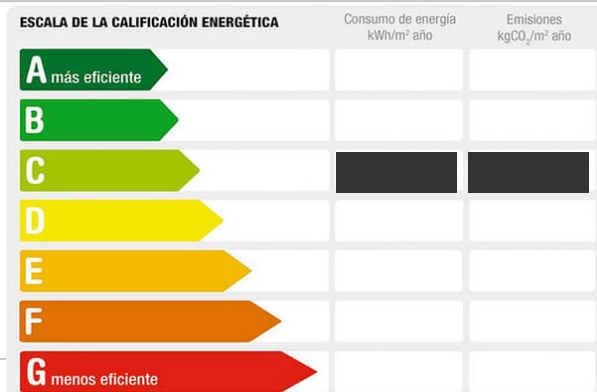 ESCALA DE LA CALIFICACIÓN ENERGÉTICA
Consumo de energía
kWh/m² año
Emisiones
kgCO₂/m² año
A más eficiente
B
C
D
E
F
G menos eficiente